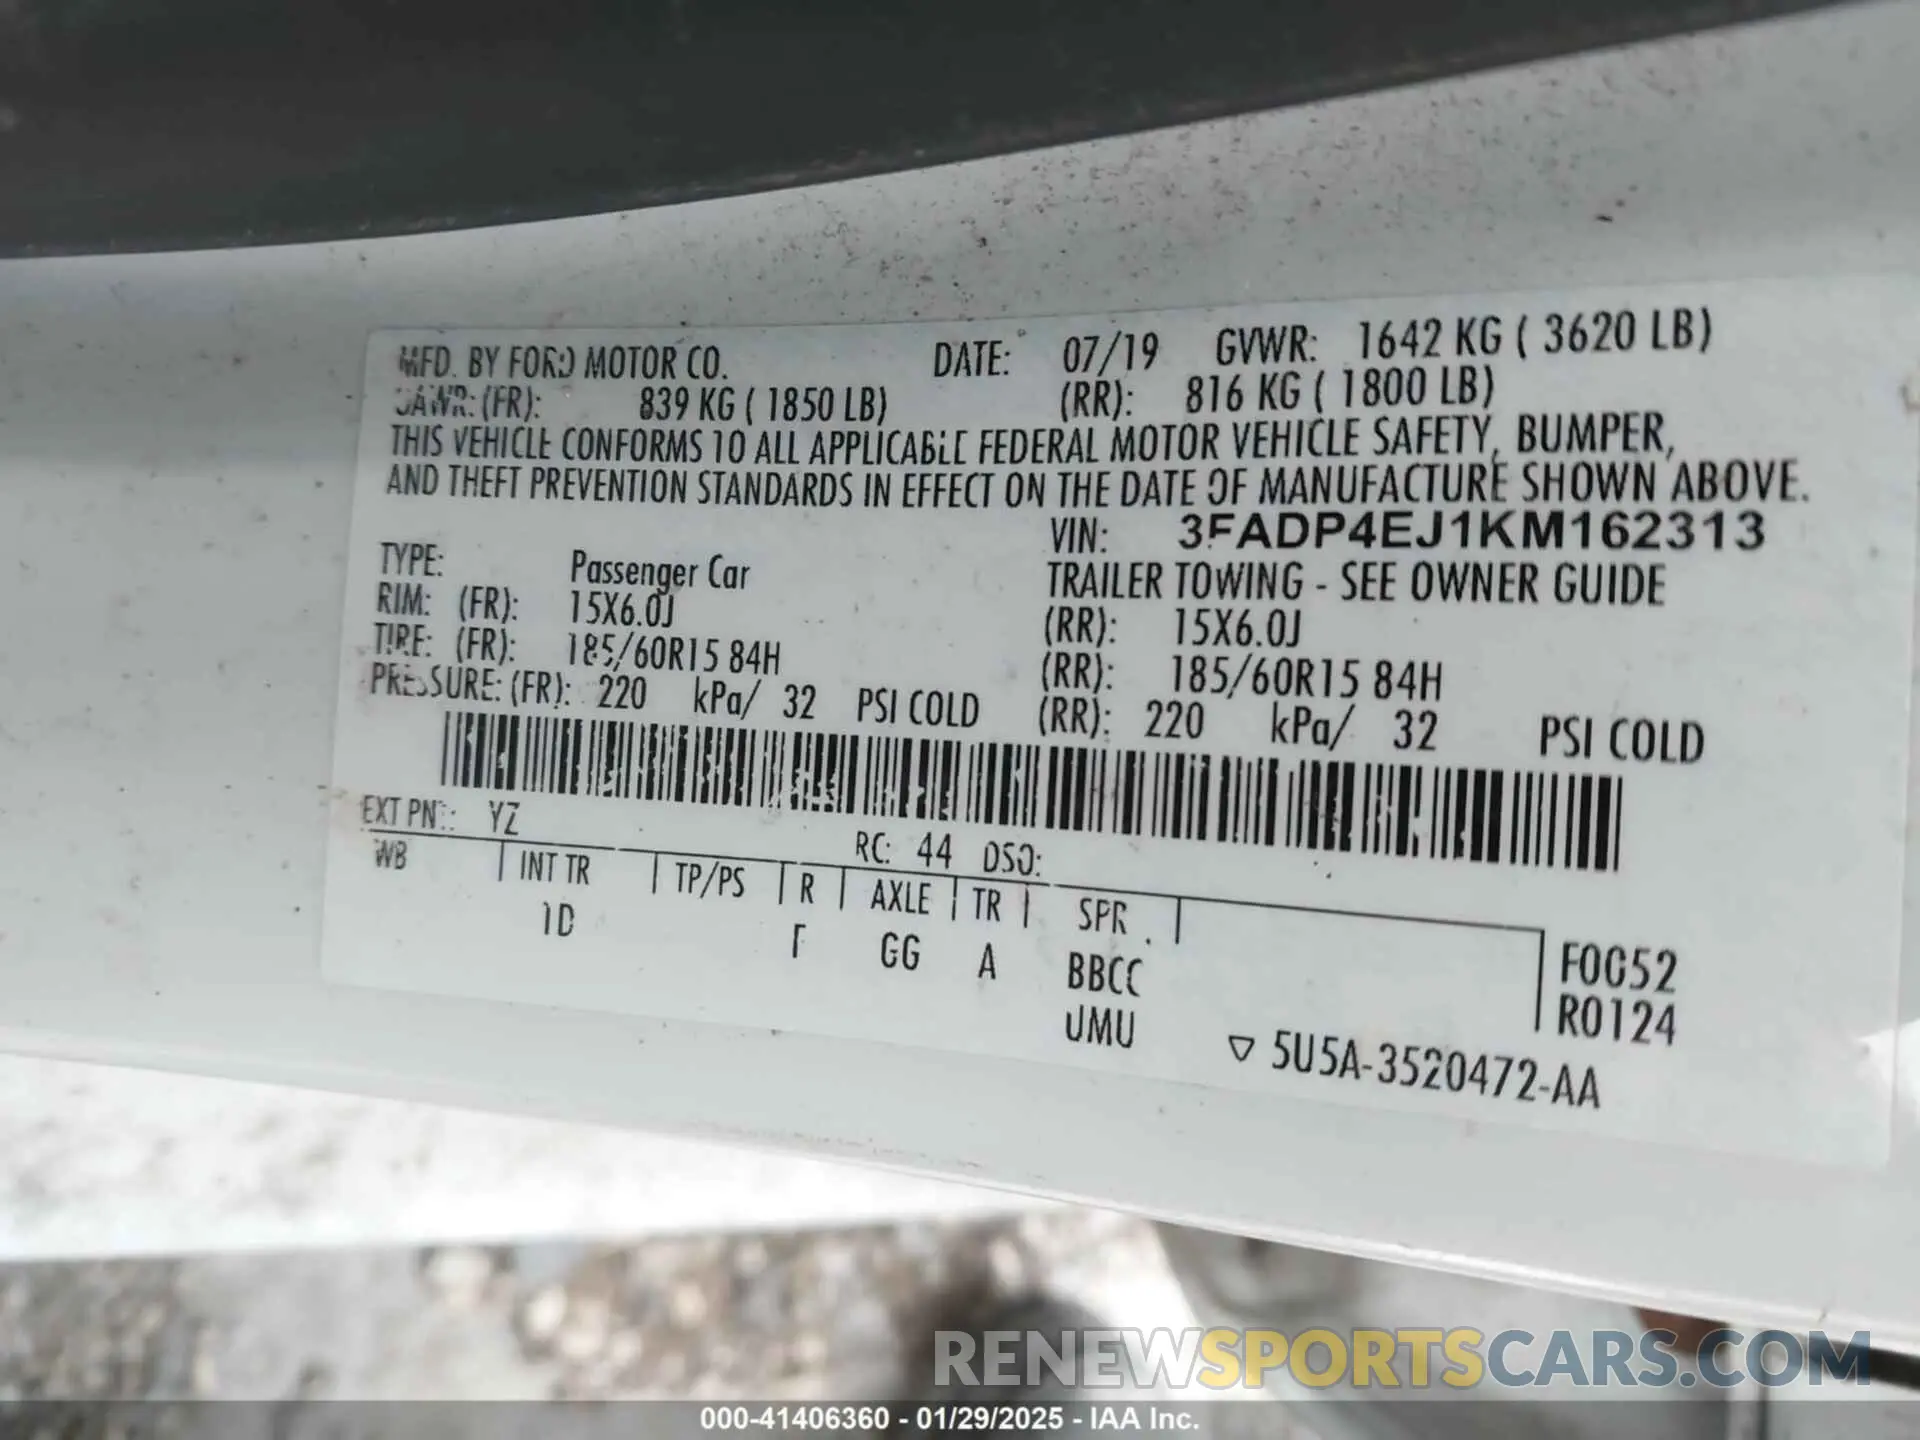 MFD. BY FORD MOTOR CO. DATE: 07/19 GVWR: 1642 KG ( 3620 LB)
GAWR: (FR): 839 KG ( 1850 LB) (RR): 816 KG ( 1800 LB)
THIS VEHICLE CONFORMS TO ALL APPLICABLE FEDERAL MOTOR VEHICLE SAFETY, BUMPER,
AND THEFT PREVENTION STANDARDS IN EFFECT ON THE DATE OF MANUFACTURE SHOWN ABOVE.
VIN: 3FADP4EJ1KM162313
TYPE: Passenger Car TRAILER TOWING - SEE OWNER GUIDE
RIM: (FR): 15X6.0J (RR): 15X6.0J
TIRE: (FR): 185/60R15 84H (RR): 185/60R15 84H
PRESSURE: (FR): 220 kPa/ 32 PSI COLD (RR): 220 kPa/ 32 PSI COLD
EXT PNT: YZ RC: 44 DSO:
WB INT TR TP/PS R AXLE TR SPR
1D F GG A BBCC F0052
UMU R0124
▽ 5U5A-3520472-AA
RENEWSPORTSCARS.COM
000-41406360 - 01/29/2025 - IAA Inc.